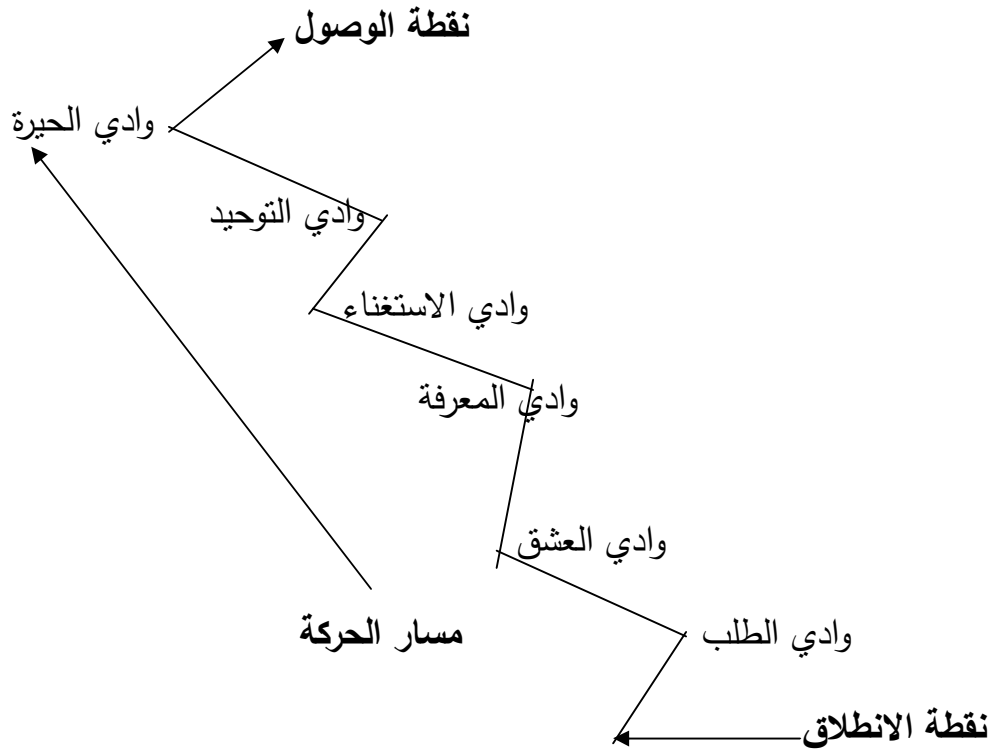 نقطة الوصول
وادي الحيرة
وادي التوحيد
وادي الاستغناء
وادي المعرفة
وادي العشق
مسار الحركة
وادي الطلب
نقطة الانطلاق